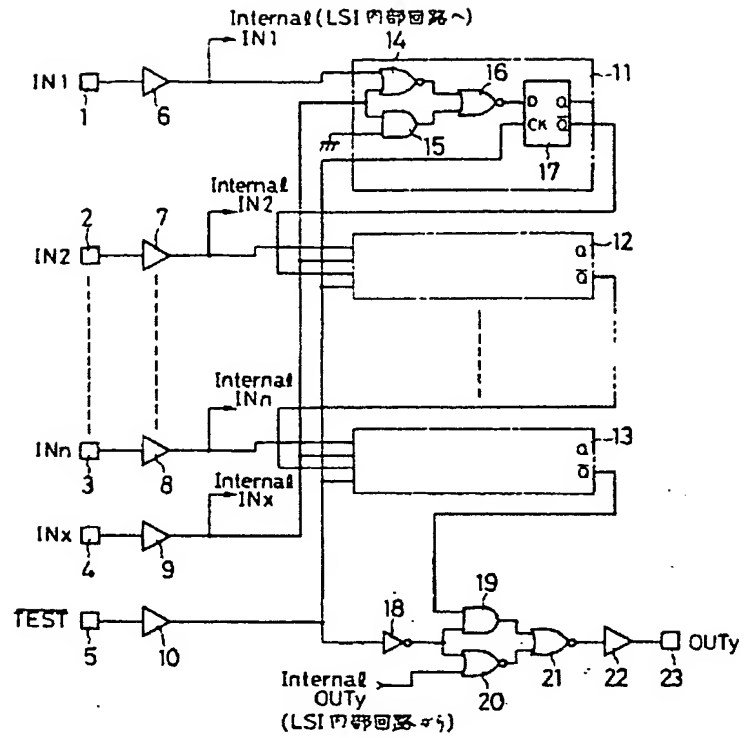 Internal (LSI内部回路へ)
IN1
14
IN1
1
6
16
11
D
Q
CK
Q̅
15
17
Internal
IN2
2
7
IN2
12
Q
Q̅
Internal
INn
INn
3
8
13
Q
Q̅
Internal
INx
INx
4
9
T̅E̅S̅T̅
5
10
18
19
20
21
22
23
OUTy
Internal
OUTy
(LSI内部回路から)